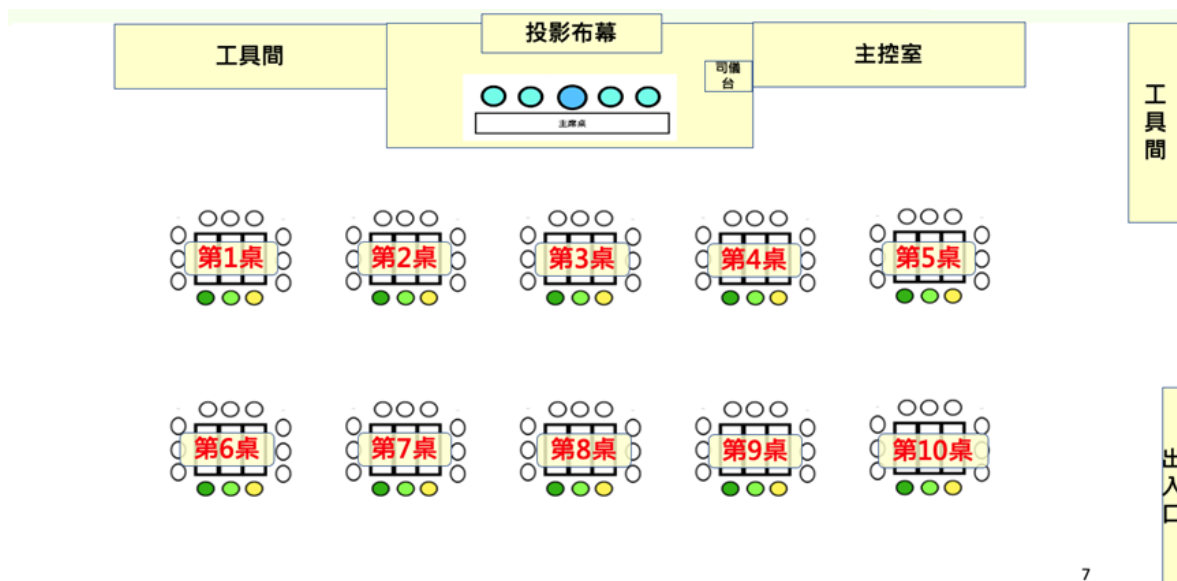 投影布幕
工具間
主控室
司儀
台
主席桌
工具間
第1桌
第2桌
第3桌
第4桌
第5桌
第6桌
第7桌
第8桌
第9桌
第10桌
出入口
7